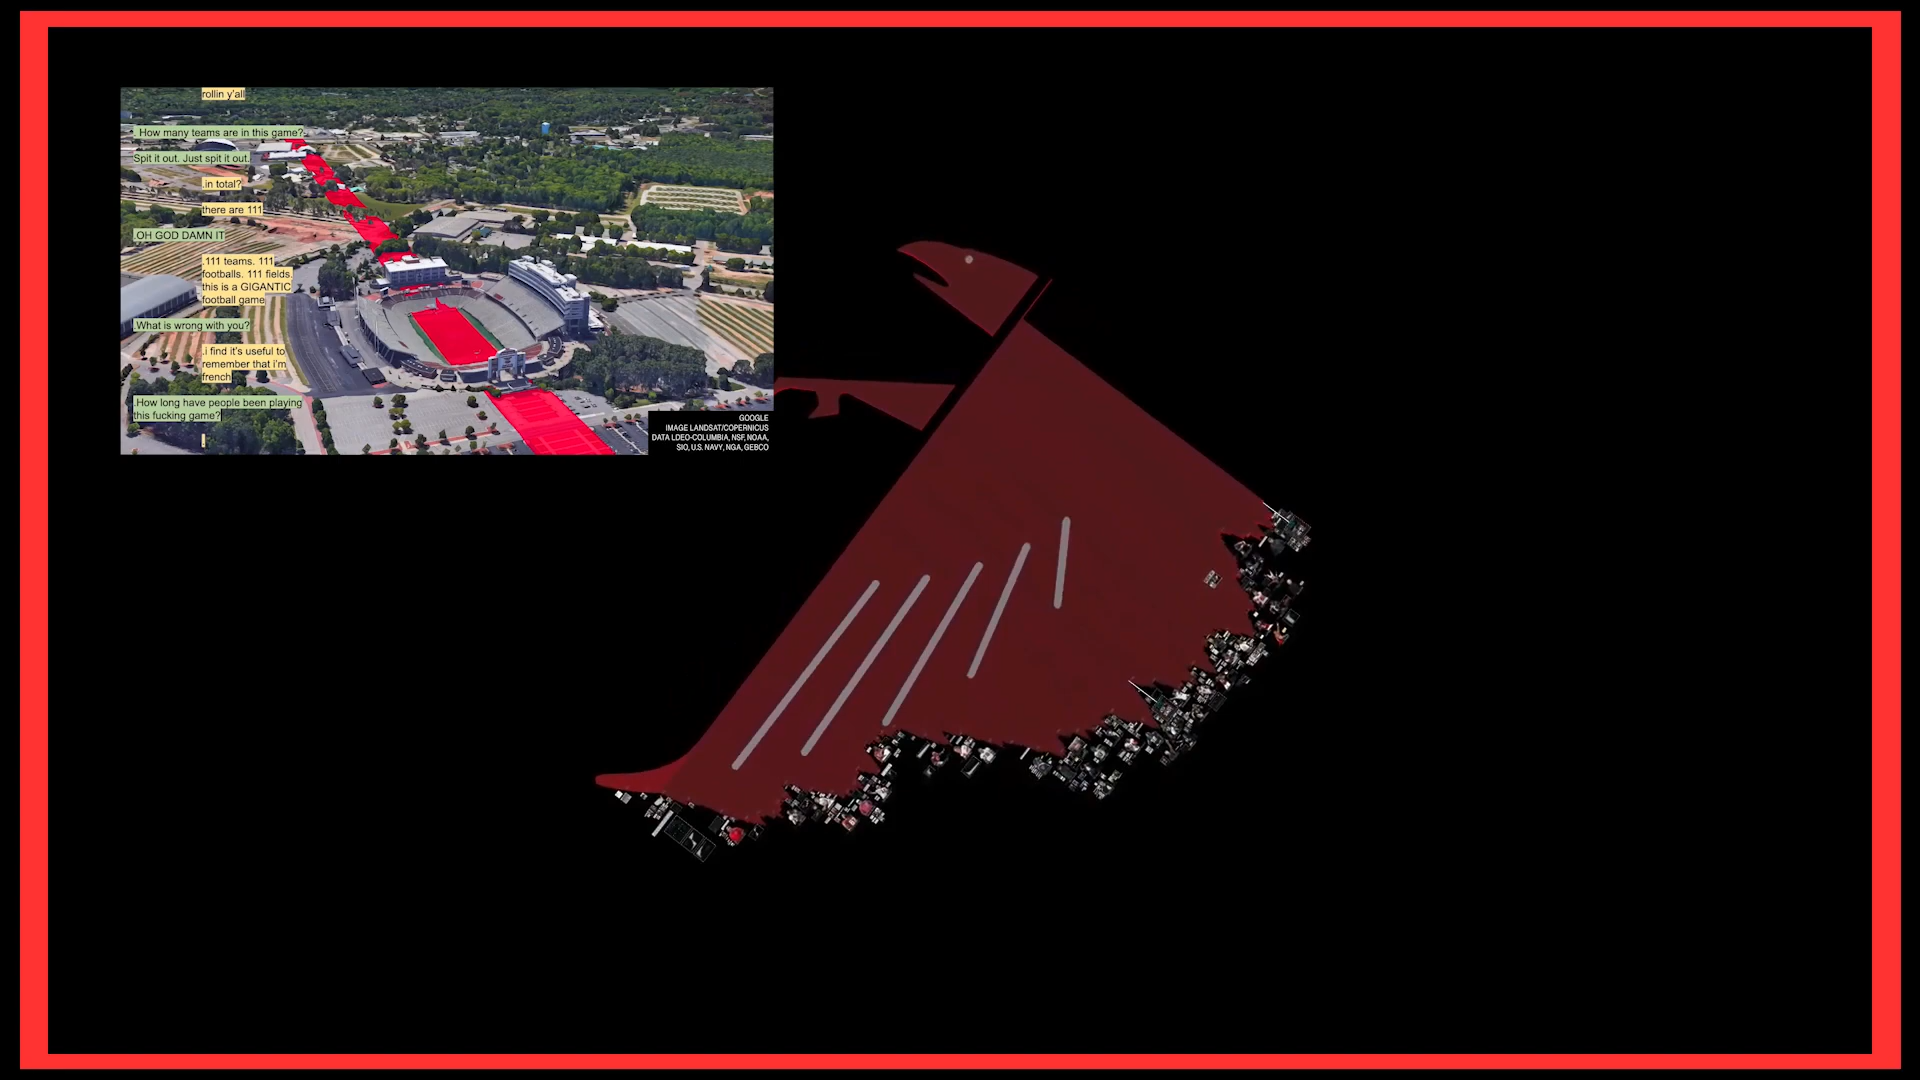 rollin y'all
. How many teams are in this game?
Spit it out. Just spit it out.
.in total?
there are 111
.OH GOD DAMN IT
.111 teams. 111
footballs. 111 fields.
this is a GIGANTIC
football game
.What is wrong with you?
.i find it's useful to
remember that i'm
french
.How long have people been playing
this fucking game?
.
GOOGLE
IMAGE LANDSAT/COPERNICUS
DATA LDEO-COLUMBIA, NSF, NOAA,
SIO, U.S. NAVY, NGA, GEBCO